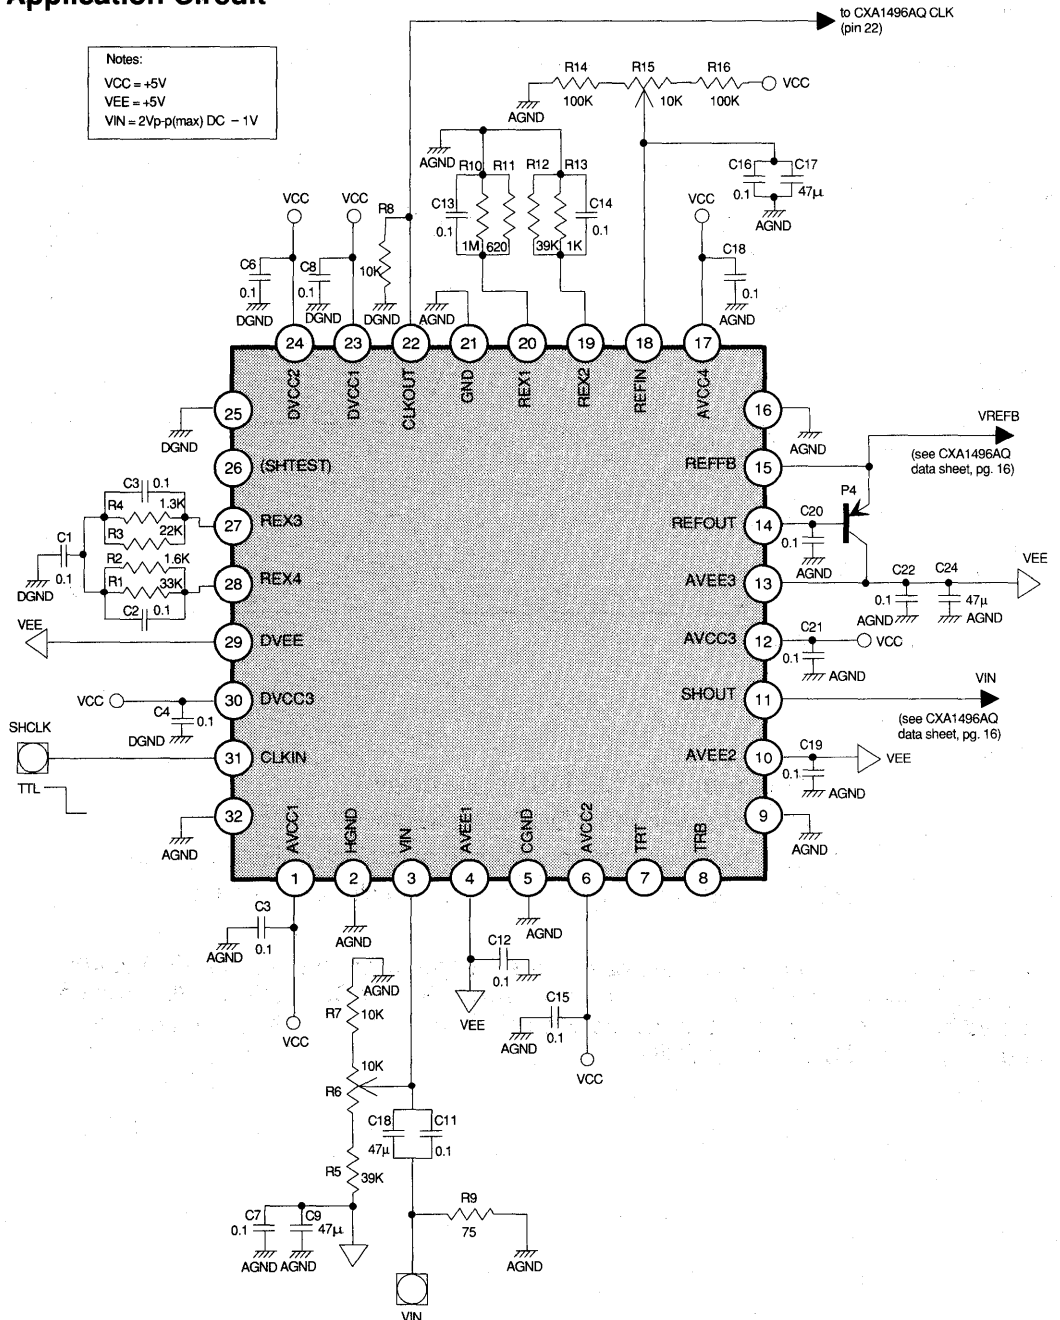 Application Circuit
to CXA1496AQ CLK
(pin 22)
Notes:
VCC = +5V
VEE = +5V
VIN = 2Vp-p(max) DC − 1V
R14
R15
R16
VCC
100K
10K
100K
AGND
AGND
R10
R11
R12
R13
C16
C17
0.1
47µ
AGND
VCC
VCC
R8
C13
0.1
C14
0.1
VCC
1M
620
39K
1K
C6
0.1
C8
0.1
10K
C18
0.1
DGND
DGND
DGND
AGND
AGND
24
23
22
21
20
19
18
17
DVCC2
DVCC1
CLKOUT
GND
REX1
REX2
REFIN
AVCC4
25
DGND
16
AGND
VREFB
(see CXA1496AQ
data sheet, pg. 16)
26
(SHTEST)
REFFB
15
P4
C3
0.1
R4
1.3K
27
REX3
R3
22K
REFOUT
14
C20
0.1
AGND
C1
0.1
DGND
R2
1.6K
R1
33K
28
REX4
C2
0.1
AVEE3
13
C22
0.1
AGND
C24
47µ
AGND
VEE
VEE
29
DVEE
AVCC3
12
C21
0.1
AGND
VCC
VCC
30
DVCC3
C4
0.1
DGND
SHOUT
11
VIN
(see CXA1496AQ
data sheet, pg. 16)
SHCLK
31
CLKIN
TTL
AVEE2
10
C19
0.1
AGND
VEE
32
AGND
9
AGND
AVCC1
HGND
VIN
AVEE1
CGND
AVCC2
TRT
TRB
1
2
3
4
5
6
7
8
C3
0.1
AGND
AGND
AGND
C12
0.1
AGND
R7
10K
VEE
C15
0.1
AGND
VCC
VCC
10K
R6
C18
47µ
C11
0.1
R5
39K
R9
75
C7
0.1
C9
47µ
AGND
AGND
AGND
VIN